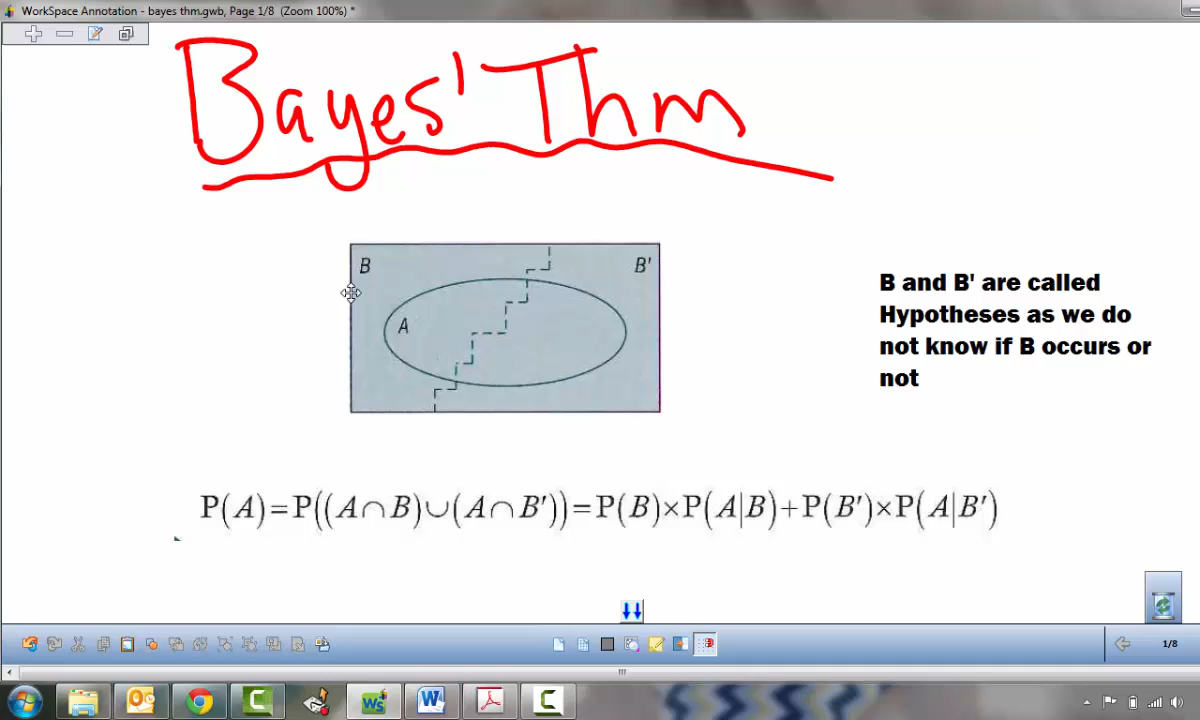 WorkSpace Annotation - bayes thm.gwb, Page 1/8 (Zoom 100%) *
Bayes' Thm
B
B'
A
B and B' are called
Hypotheses as we do
not know if B occurs or
not
P(A)=P((A∩B)∪(A∩B'))=P(B)×P(A|B)+P(B')×P(A|B')
1/8